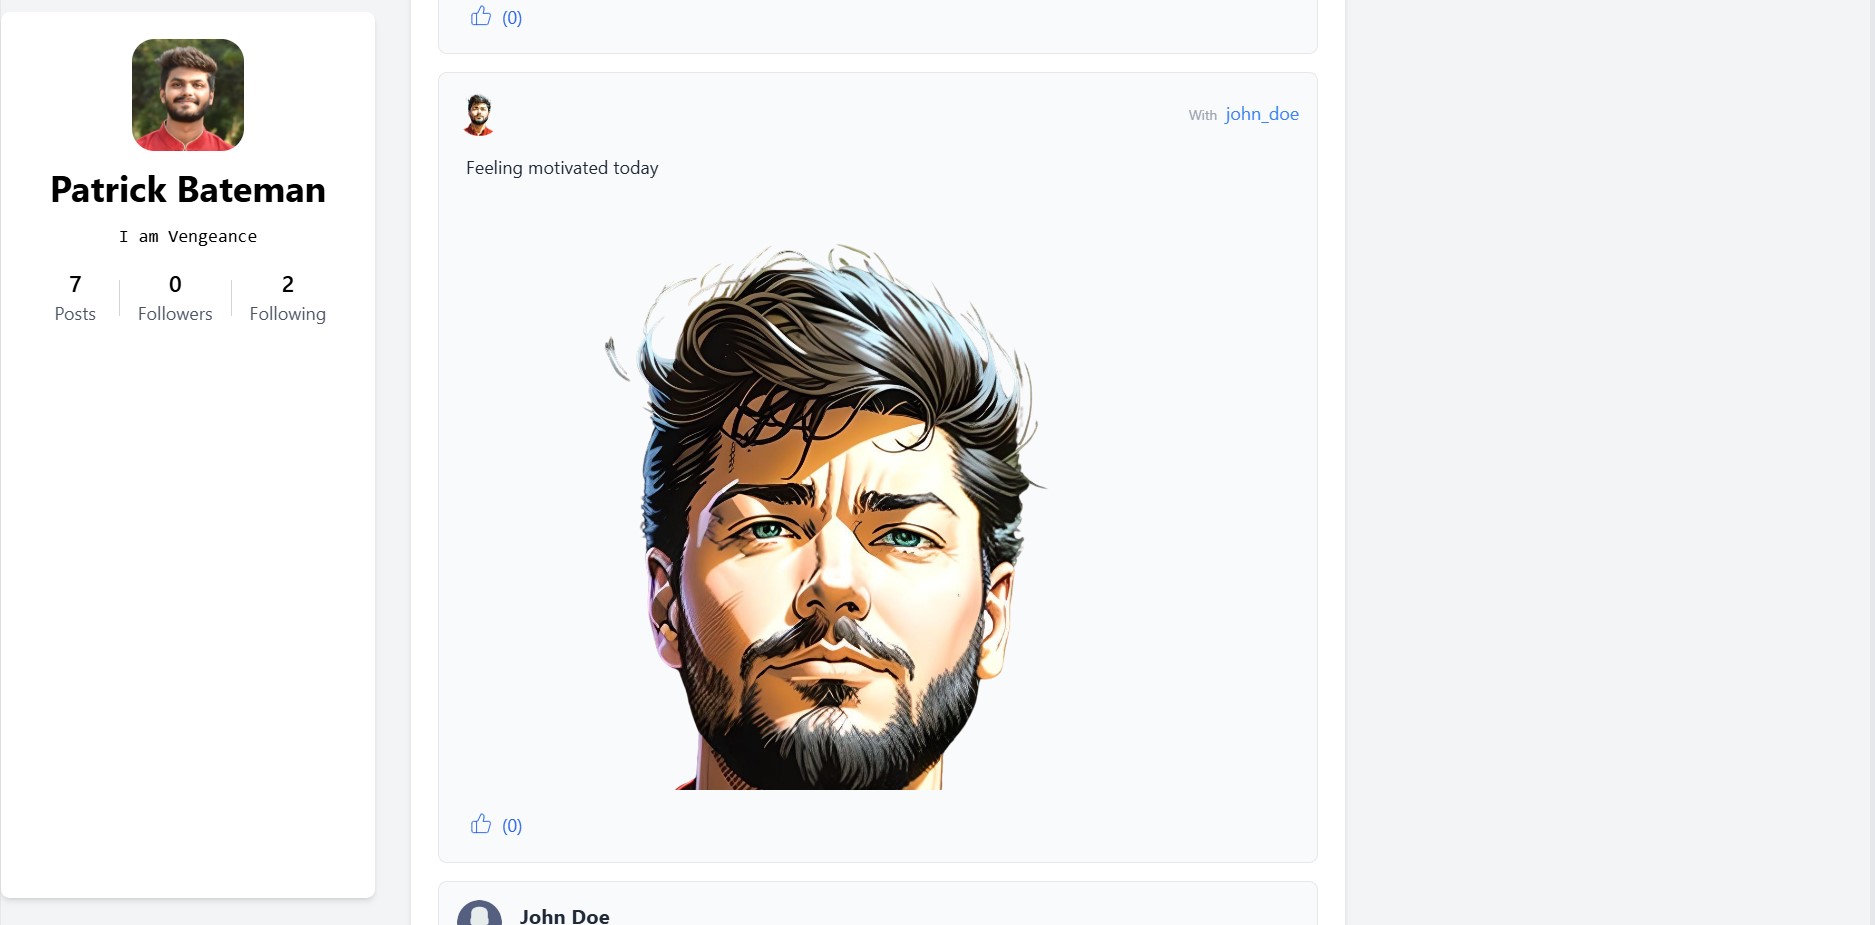 Patrick Bateman
I am Vengeance
7 0 2
Posts Followers Following
(0)
With john_doe
Feeling motivated today
(0)
John Doe